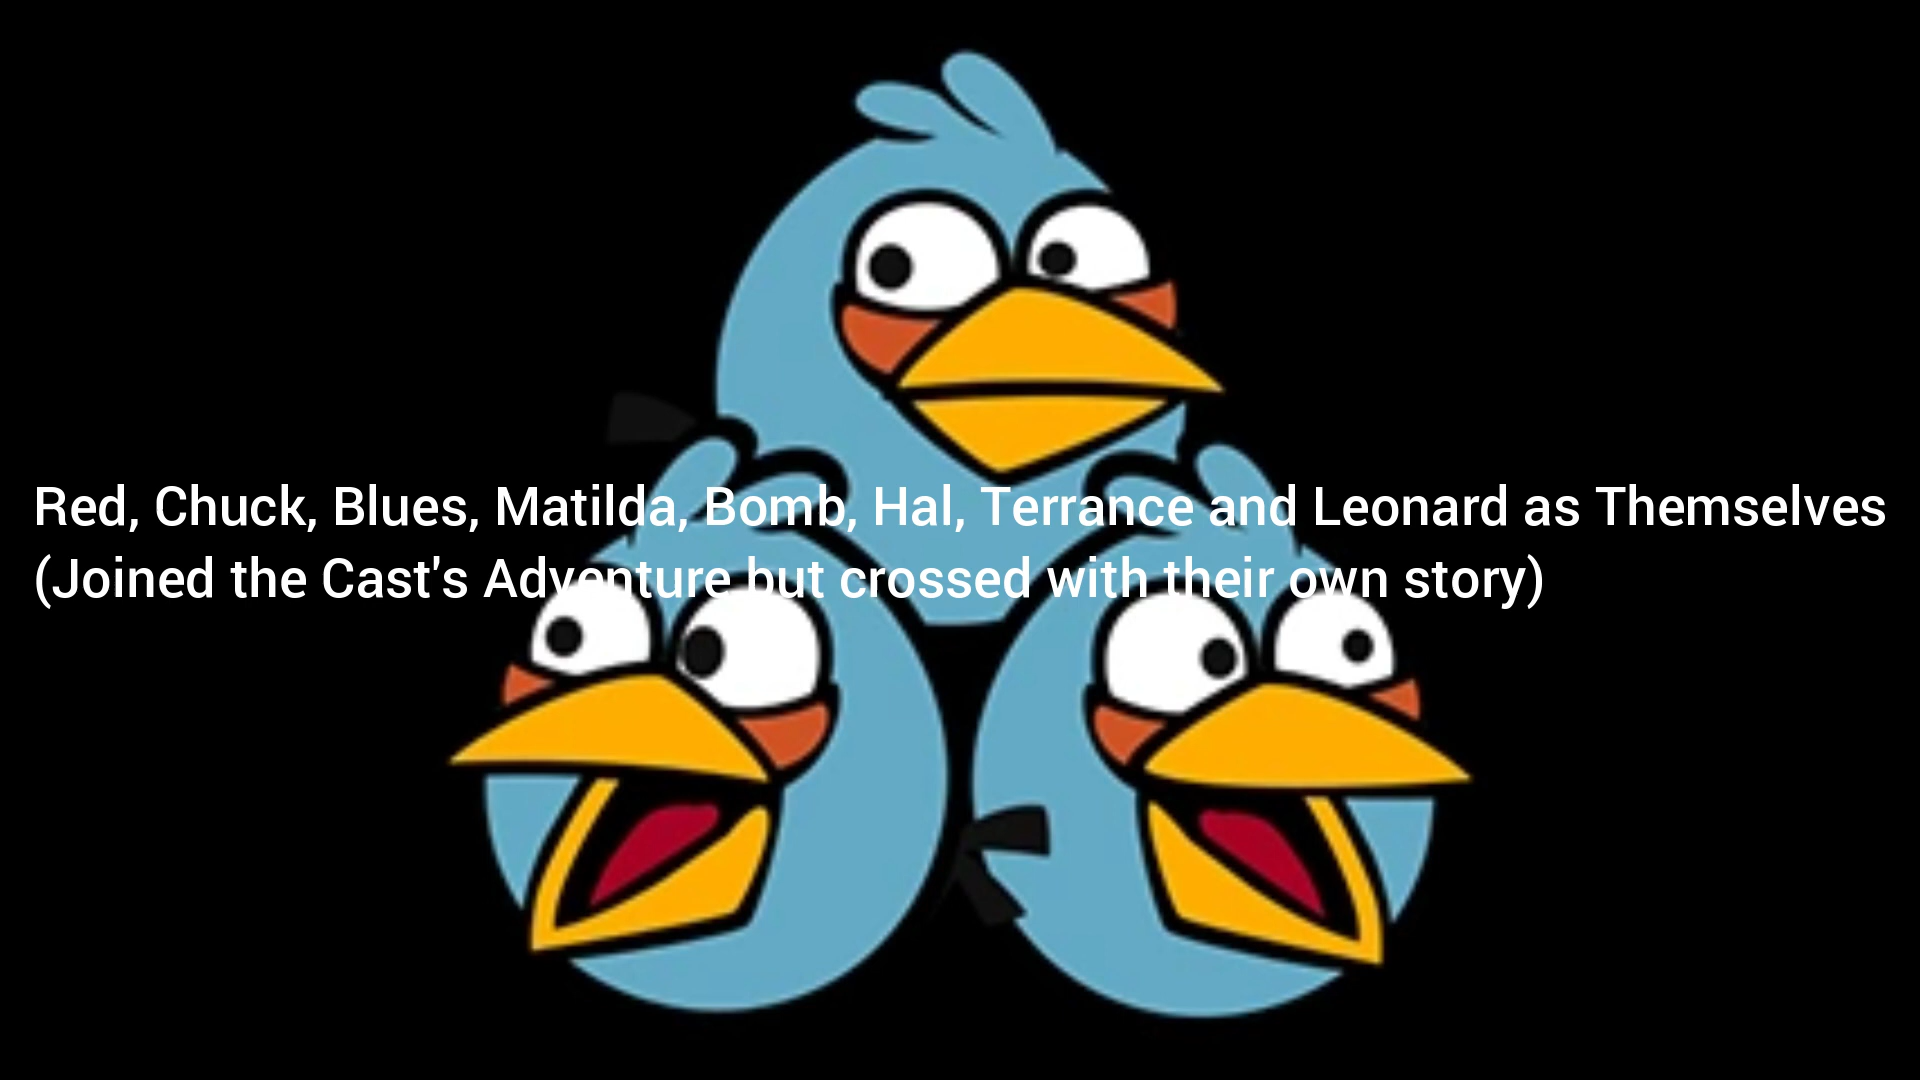 Red, Chuck, Blues, Matilda, Bomb, Hal, Terrance and Leonard as Themselves
(Joined the Cast's Adventure but crossed with their own story)